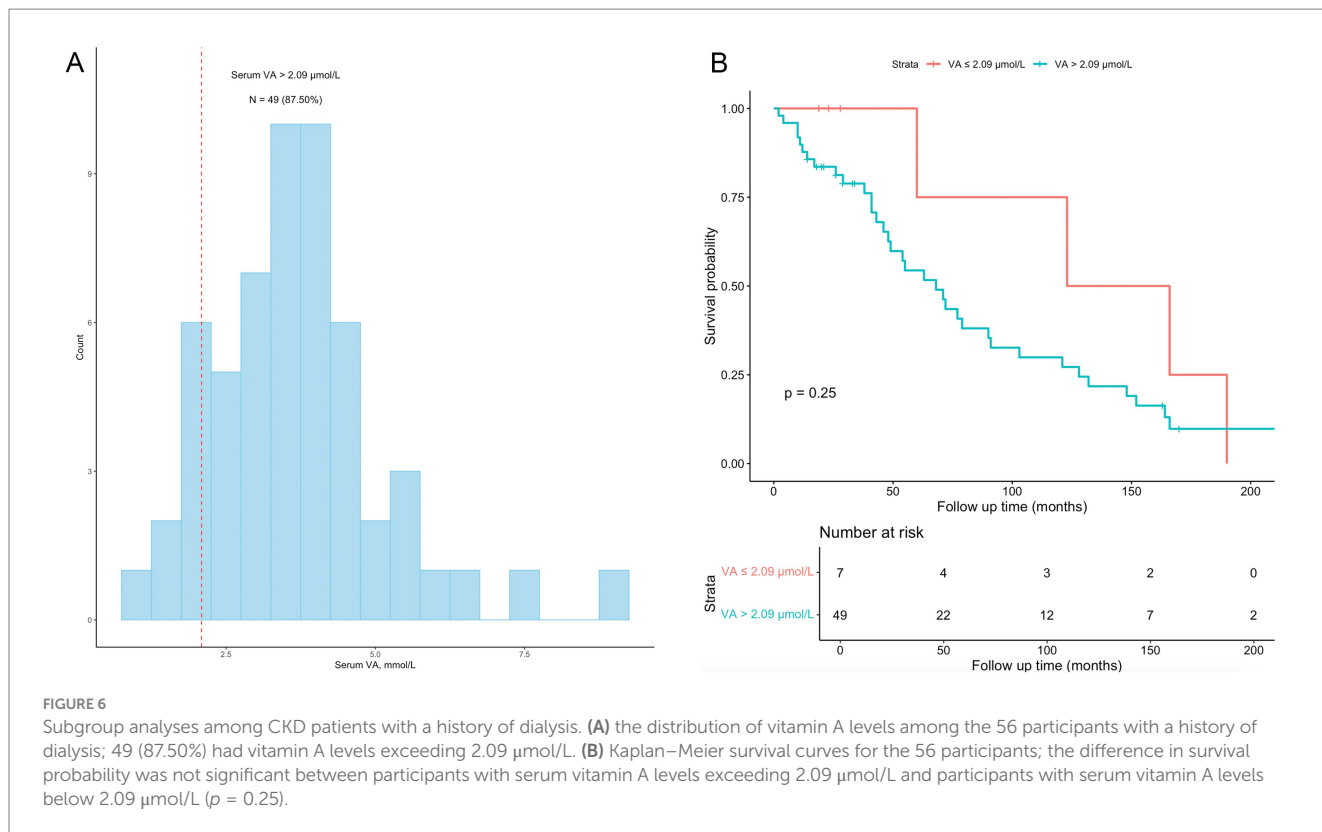 A
Serum VA > 2.09 μmol/L
N = 49 (87.50%)
9
6
3
0
Count
2.5 5.0 7.5
Serum VA, mmol/L
B
Strata VA ≤ 2.09 μmol/L VA > 2.09 μmol/L
1.00
0.75
0.50
0.25
0.00
Survival probability
p = 0.25
0 50 100 150 200
Follow up time (months)
Number at risk
Strata
VA ≤ 2.09 μmol/L 7 4 3 2 0
VA > 2.09 μmol/L 49 22 12 7 2
0 50 100 150 200
Follow up time (months)
FIGURE 6
Subgroup analyses among CKD patients with a history of dialysis. (A) the distribution of vitamin A levels among the 56 participants with a history of
dialysis; 49 (87.50%) had vitamin A levels exceeding 2.09 μmol/L. (B) Kaplan–Meier survival curves for the 56 participants; the difference in survival
probability was not significant between participants with serum vitamin A levels exceeding 2.09 μmol/L and participants with serum vitamin A levels
below 2.09 μmol/L (p = 0.25).